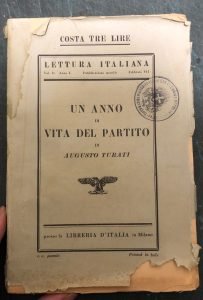 COSTA TRE LIRE
LETTURA ITALIANA
UN ANNO
DI
VITA DEL PARTITO
DI
AUGUSTO TURATI
presso la LIBRERIA D'ITALIA in Milano
c. c. postale Printed in Italy